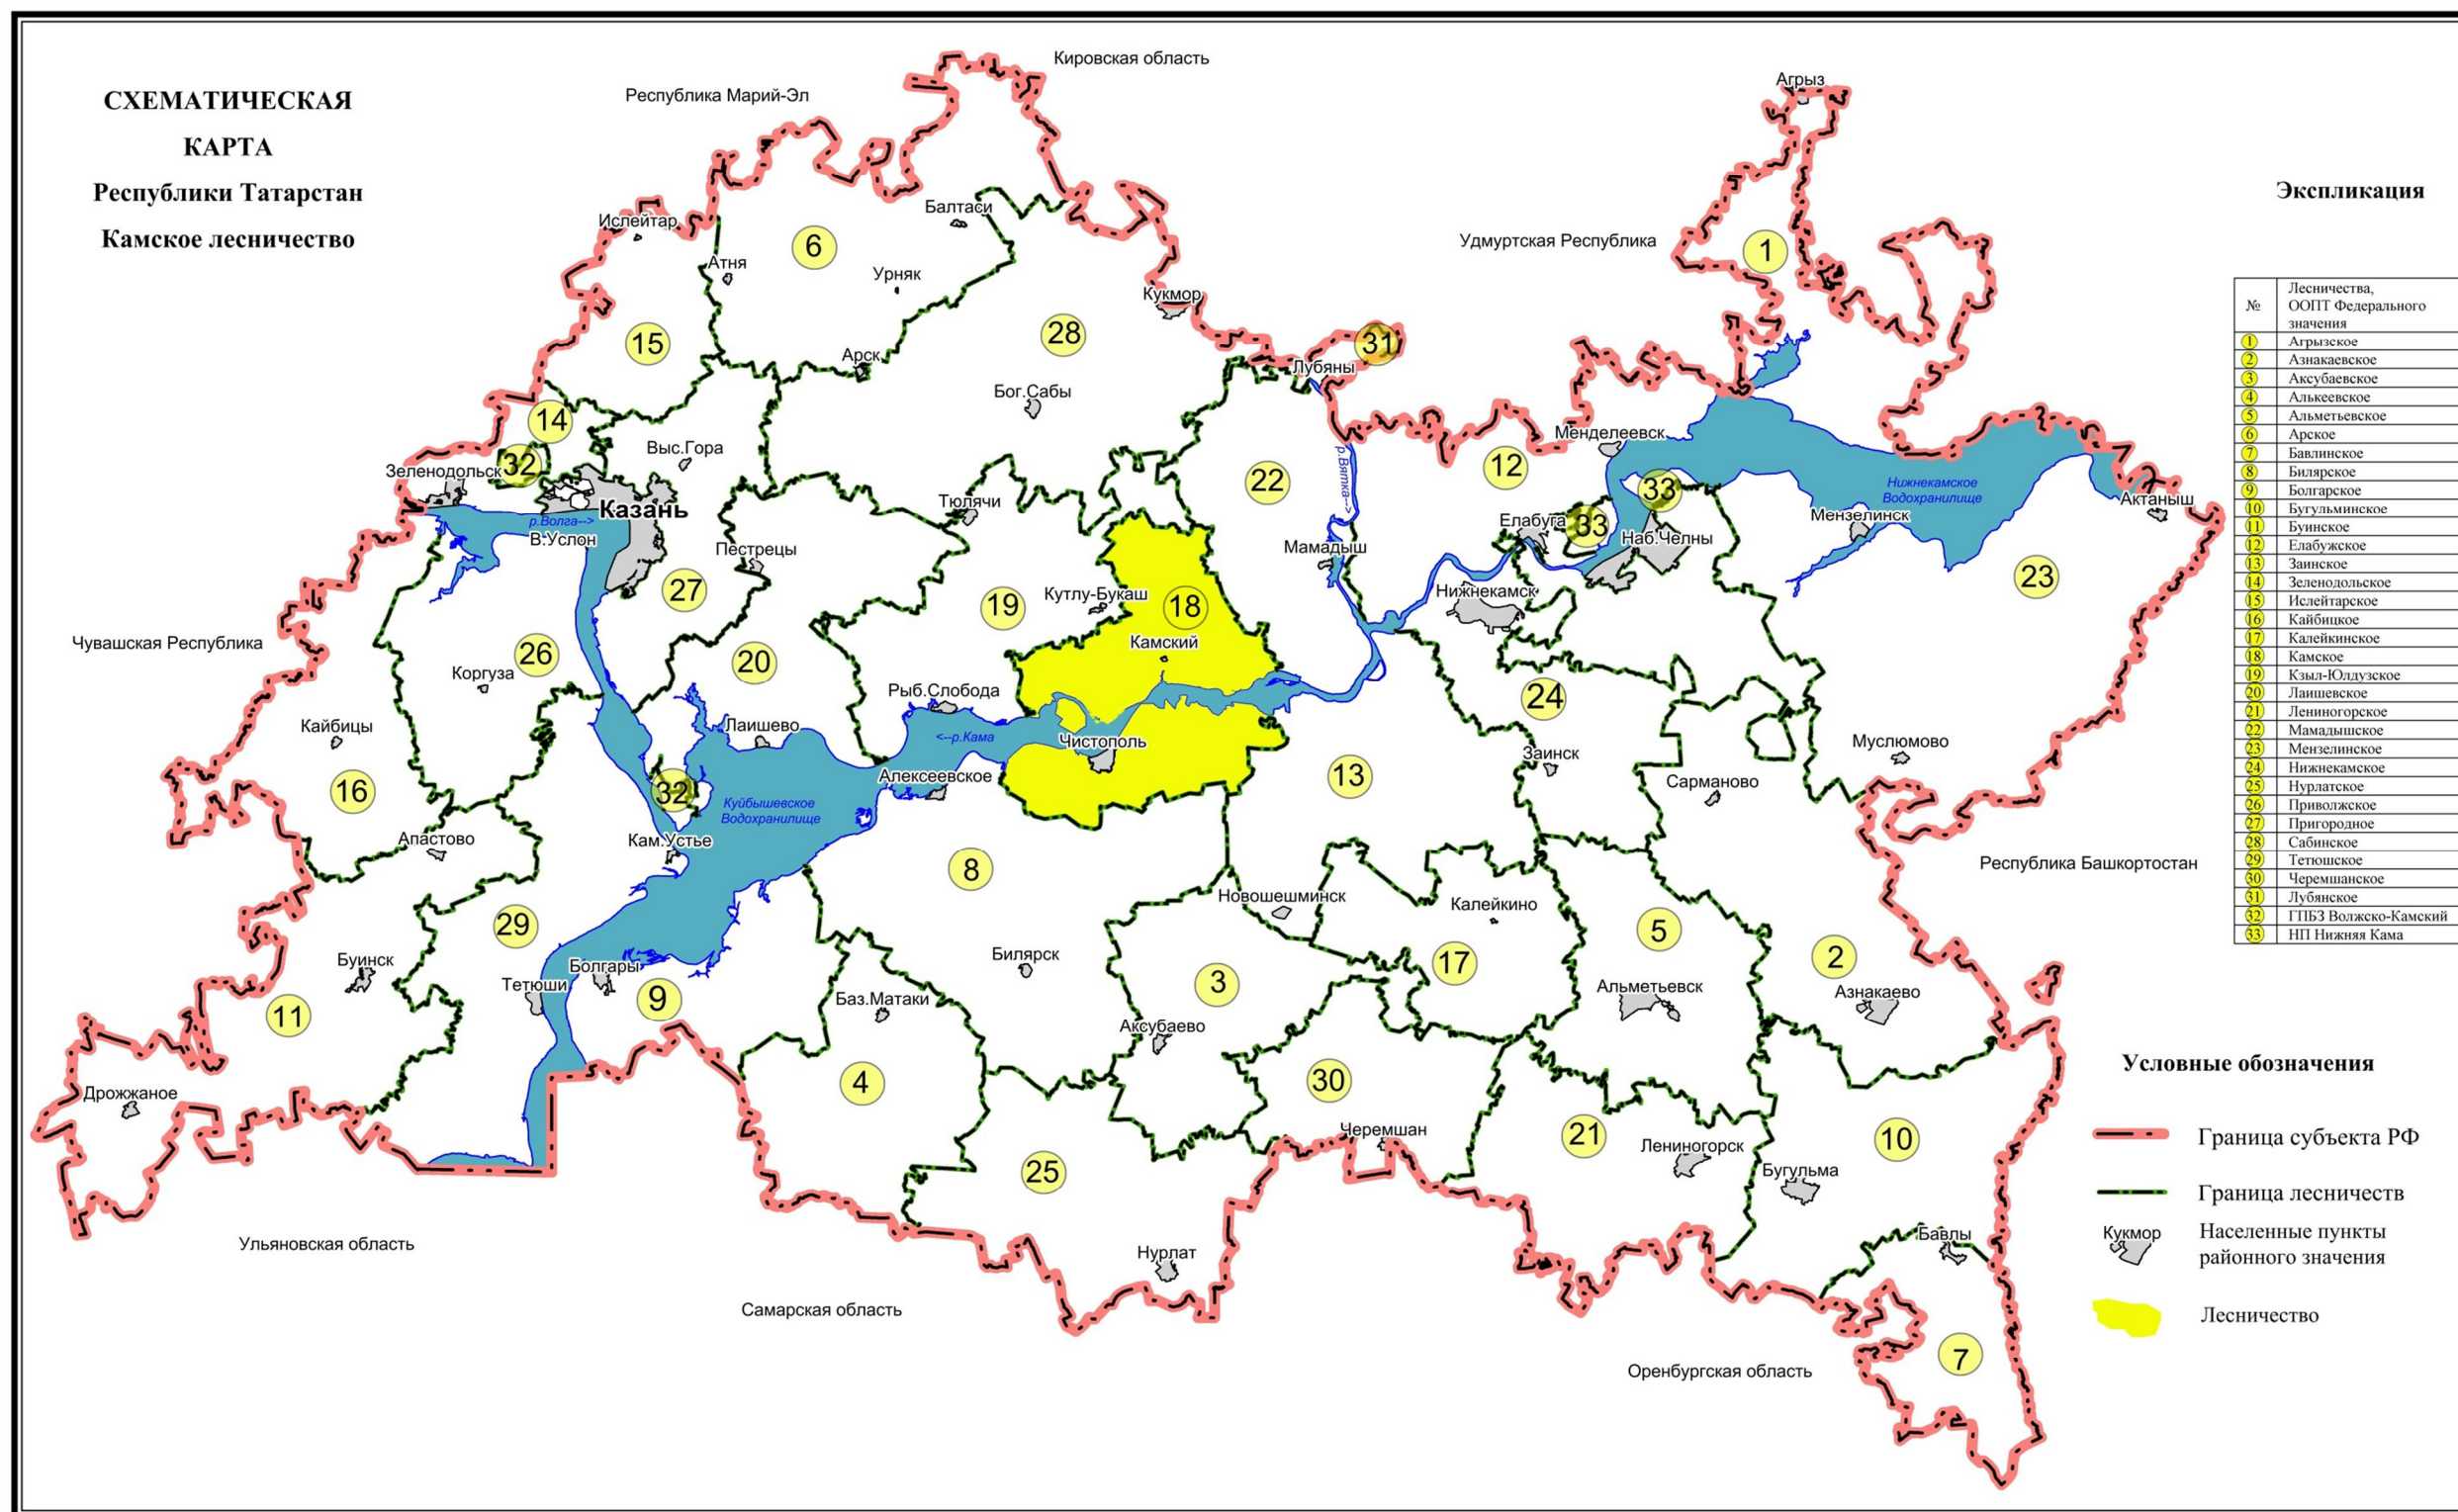 СХЕМАТИЧЕСКАЯ
КАРТА
Республики Татарстан
Камское лесничество
Кировская область
Республика Марий-Эл
Агрыз
Удмуртская Республика
1
Ислейтар
Балтаси
6
Атня
Урняк
Кукмор
15
28
31
Арск
Лубяны
Бог.Сабы
14
Выс.Гора
Менделеевск
Зеленодольск
32
22
р.Вятка-->
12
33
Нижнекамское
Водохранилище
Актаныш
Тюлячи
Казань
р.Волга-->
В.Услон
Мензелинск
Елабуга
33
Наб.Челны
Пестрецы
Мамадыш
23
27
19
Кутлу-Букаш
18
Нижнекамск
Чувашская Республика
26
20
Камский
Коргуза
Рыб.Слобода
24
Кайбицы
Лаишево
<--р.Кама
Чистополь
Заинск
Муслюмово
16
32
Алексеевское
13
Сарманово
Куйбышевское
Водохранилище
Апастово
Кам.Устье
8
Республика Башкортостан
Новошешминск
Калейкино
29
5
Буинск
Болгары
Билярск
17
2
Тетюши
9
Баз.Матаки
3
Альметьевск
Азнакаево
11
Аксубаево
Дрожжаное
4
30
Черемшан
21
Лениногорск
10
25
Бугульма
Ульяновская область
Нурлат
Бавлы
Самарская область
7
Оренбургская область
Экспликация
№ Лесничества,
ООПТ Федерального
значения
1 Агрызское
2 Азнакаевское
3 Аксубаевское
4 Алькеевское
5 Альметьевское
6 Арское
7 Бавлинское
8 Билярское
9 Болгарское
10 Бугульминское
11 Буинское
12 Елабужское
13 Заинское
14 Зеленодольское
15 Ислейтарское
16 Кайбицкое
17 Калейкинское
18 Камское
19 Кзыл-Юлдузское
20 Лаишевское
21 Лениногорское
22 Мамадышское
23 Мензелинское
24 Нижнекамское
25 Нурлатское
26 Приволжское
27 Пригородное
28 Сабинское
29 Тетюшское
30 Черемшанское
31 Лубянское
32 ГПБЗ Волжско-Камский
33 НП Нижняя Кама
Условные обозначения
Граница субъекта РФ
Граница лесничеств
Кукмор
Населенные пункты
районного значения
Лесничество